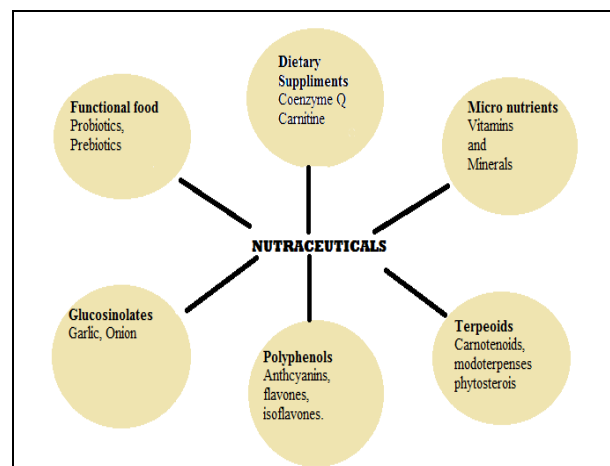 Dietary
Suppliments
Coenzyme Q
Carnitine
Functional food
Probiotics,
Prebiotics
Micro nutrients
Vitamins
and
Minerals
NUTRACEUTICALS
Glucosinolates
Garlic, Onion
Polyphenols
Anthcyanins,
flavones,
isoflavones.
Terpeoids
Carnotenoids,
modoterpenses
phytosterois